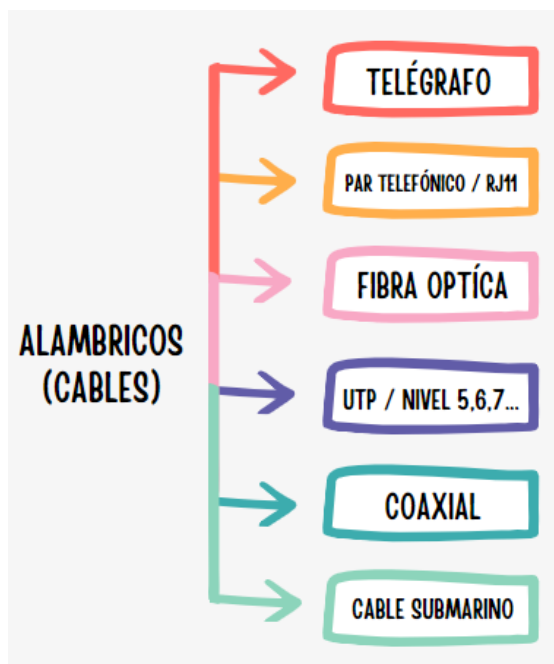 TELÉGRAFO
PAR TELEFÓNICO / RJ11
FIBRA OPTÍCA
ALAMBRICOS
(CABLES)
UTP / NIVEL 5,6,7...
COAXIAL
CABLE SUBMARINO